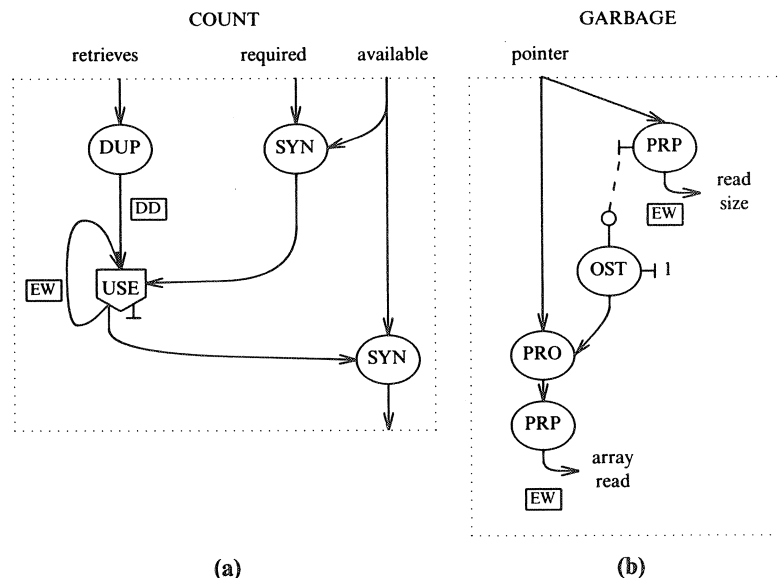 COUNT
retrieves
required
available
DUP
SYN
DD
EW
USE
SYN
(a)
GARBAGE
pointer
PRP
read
size
EW
OST
1
PRO
PRP
array
read
EW
(b)